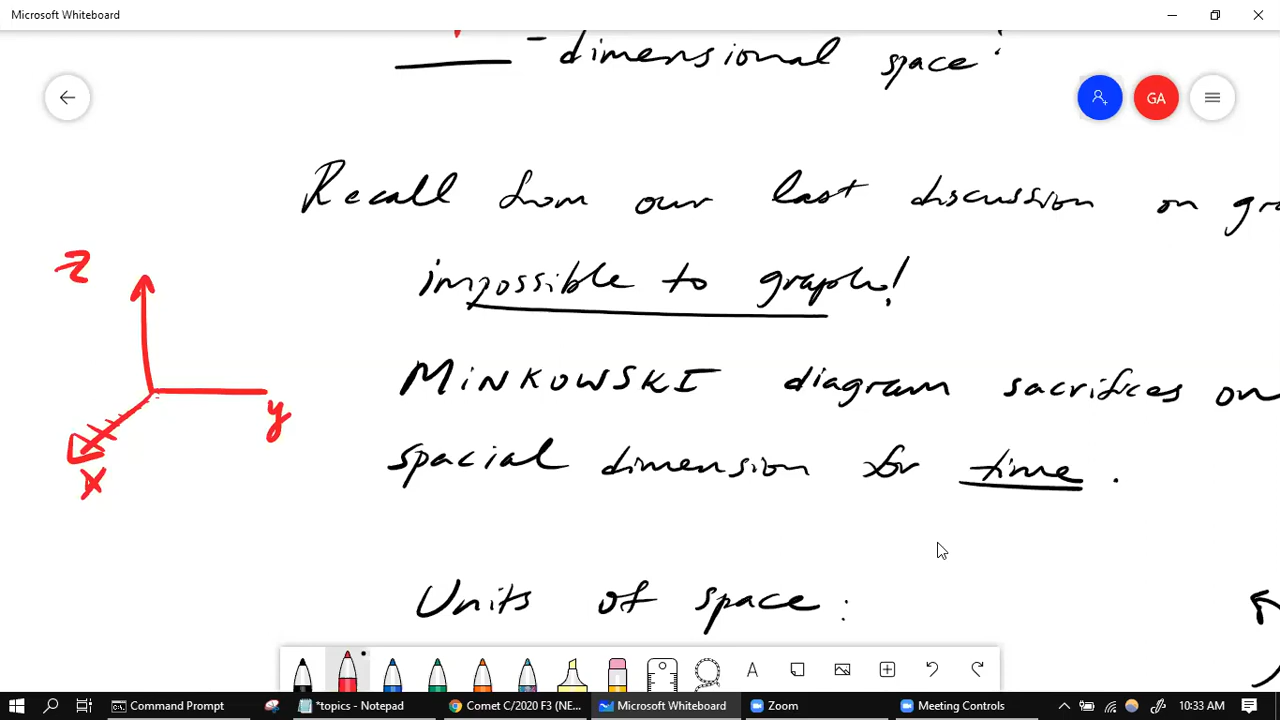 Microsoft Whiteboard
- dimensional space!
GA
Recall from our last discussion on gra
impossible to graph!
z
y
x
MINKOWSKI diagram sacrifices on
spacial dimension for time.
Units of space:
A
Command Prompt
*topics - Notepad
Comet C/2020 F3 (NE...
Microsoft Whiteboard
Zoom
Meeting Controls
10:33 AM